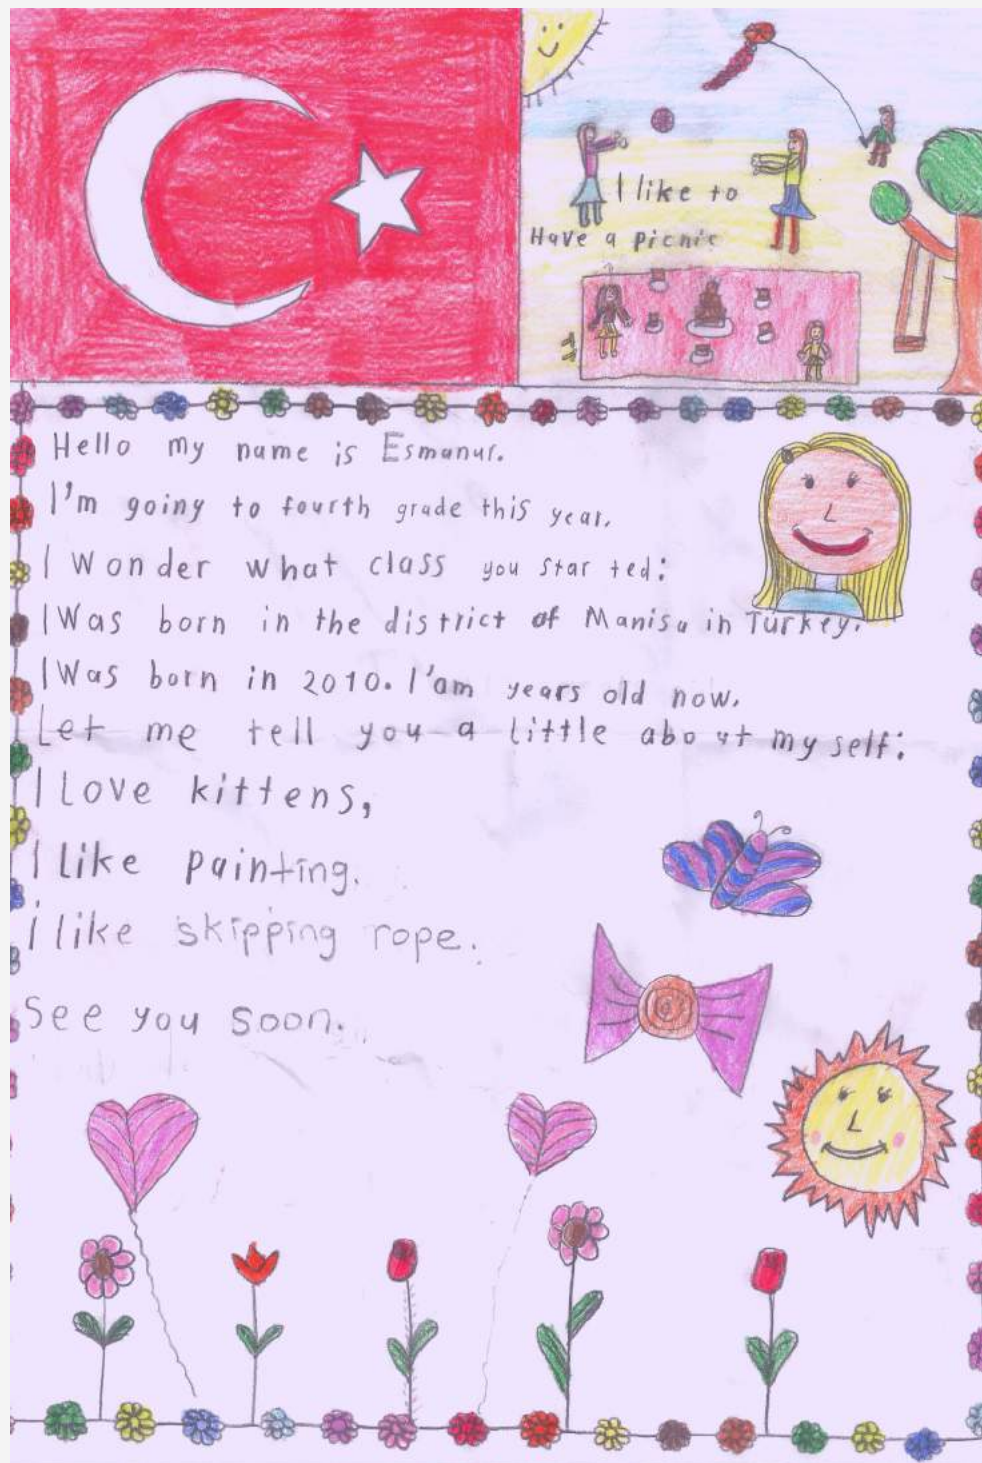 I like to
Have a picnic
Hello my name is Esmanur.
I'm going to fourth grade this year.
I Wonder what class you star ted:
I Was born in the district of Manisa in Turkey.
I Was born in 2010. I'am years old now.
Let me tell you a little about my self:
I Love kittens,
I like painting.
i like skipping rope.
See you soon.